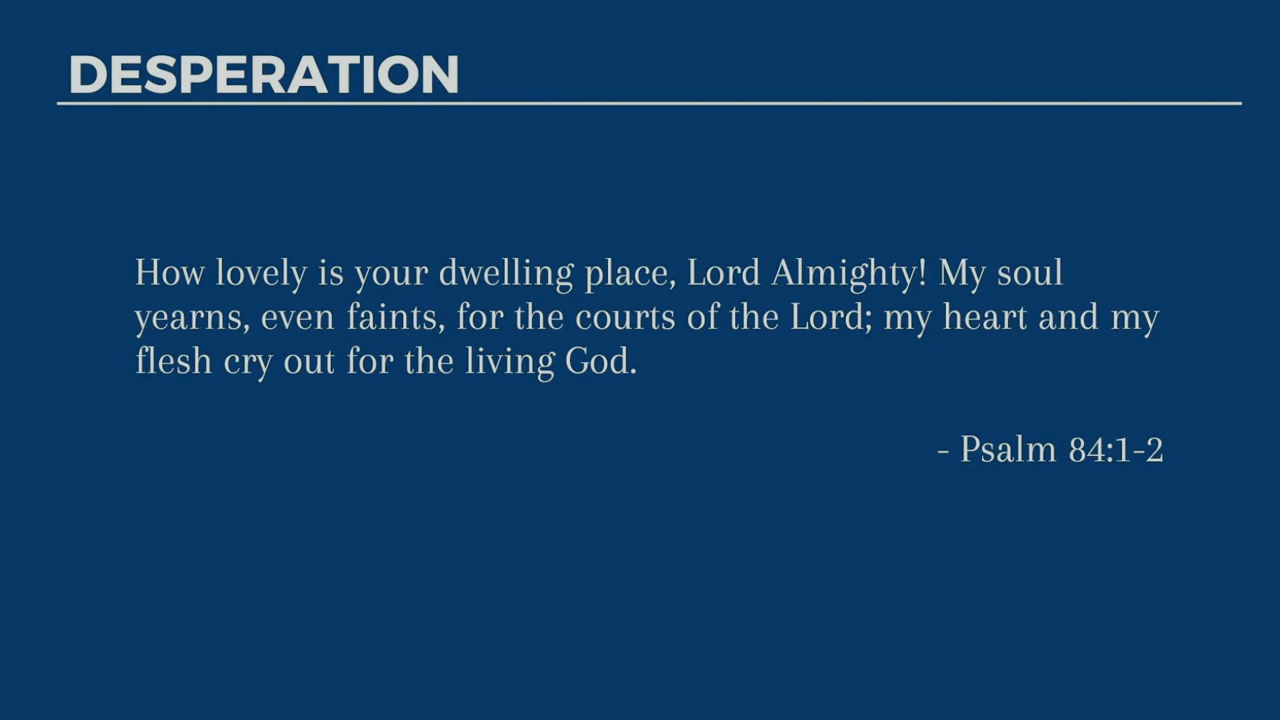 DESPERATION
How lovely is your dwelling place, Lord Almighty! My soul
yearns, even faints, for the courts of the Lord; my heart and my
flesh cry out for the living God.
- Psalm 84:1-2